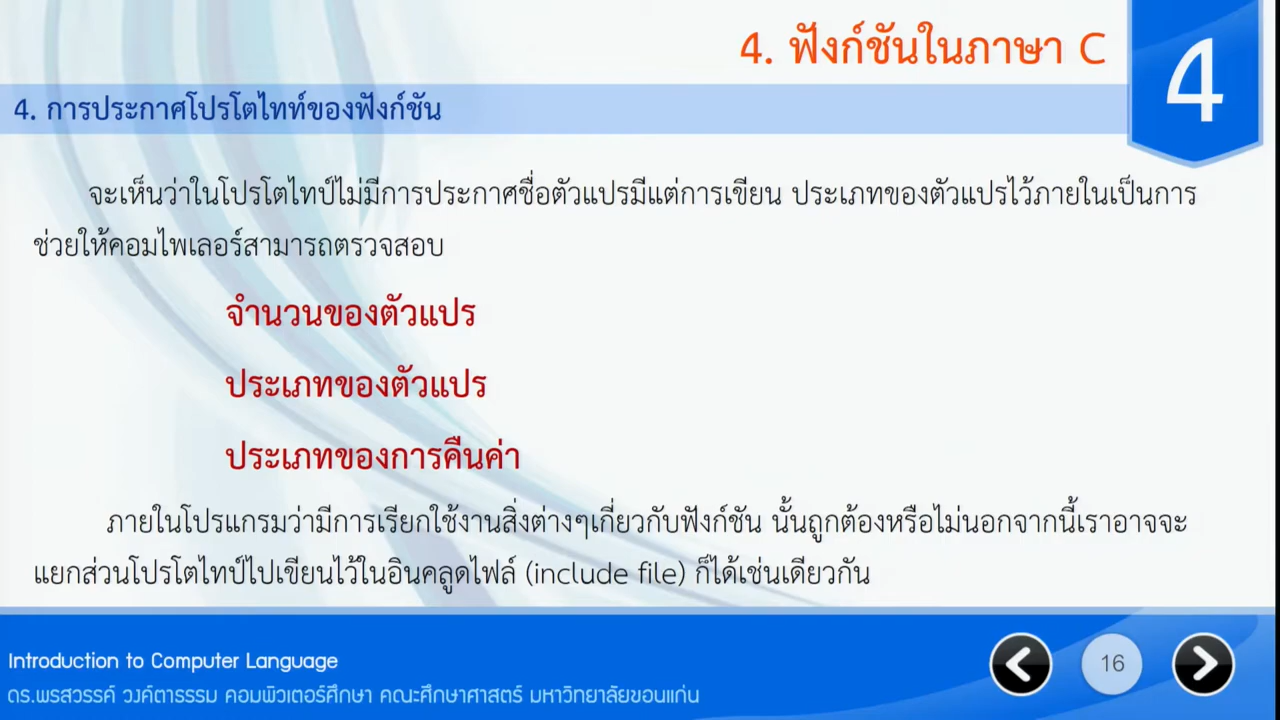 4. ฟังก์ชันในภาษา C
4
4. การประกาศโปรโตไทท์ของฟังก์ชัน
จะเห็นว่าในโปรโตไทป์ไม่มีการประกาศชื่อตัวแปรมีแต่การเขียน ประเภทของตัวแปรไว้ภายในเป็นการ
ช่วยให้คอมไพเลอร์สามารถตรวจสอบ
จำนวนของตัวแปร
ประเภทของตัวแปร
ประเภทของการคืนค่า
ภายในโปรแกรมว่ามีการเรียกใช้งานสิ่งต่างๆเกี่ยวกับฟังก์ชัน นั้นถูกต้องหรือไม่นอกจากนี้เราอาจจะ
แยกส่วนโปรโตไทป์ไปเขียนไว้ในอินคลูดไฟล์ (include file) ก็ได้เช่นเดียวกัน
Introduction to Computer Language
16
ดร.พรสวรรค์ วงค์ตาธรรม คอมพิวเตอร์ศึกษา คณะศึกษาศาสตร์ มหาวิทยาลัยขอนแก่น